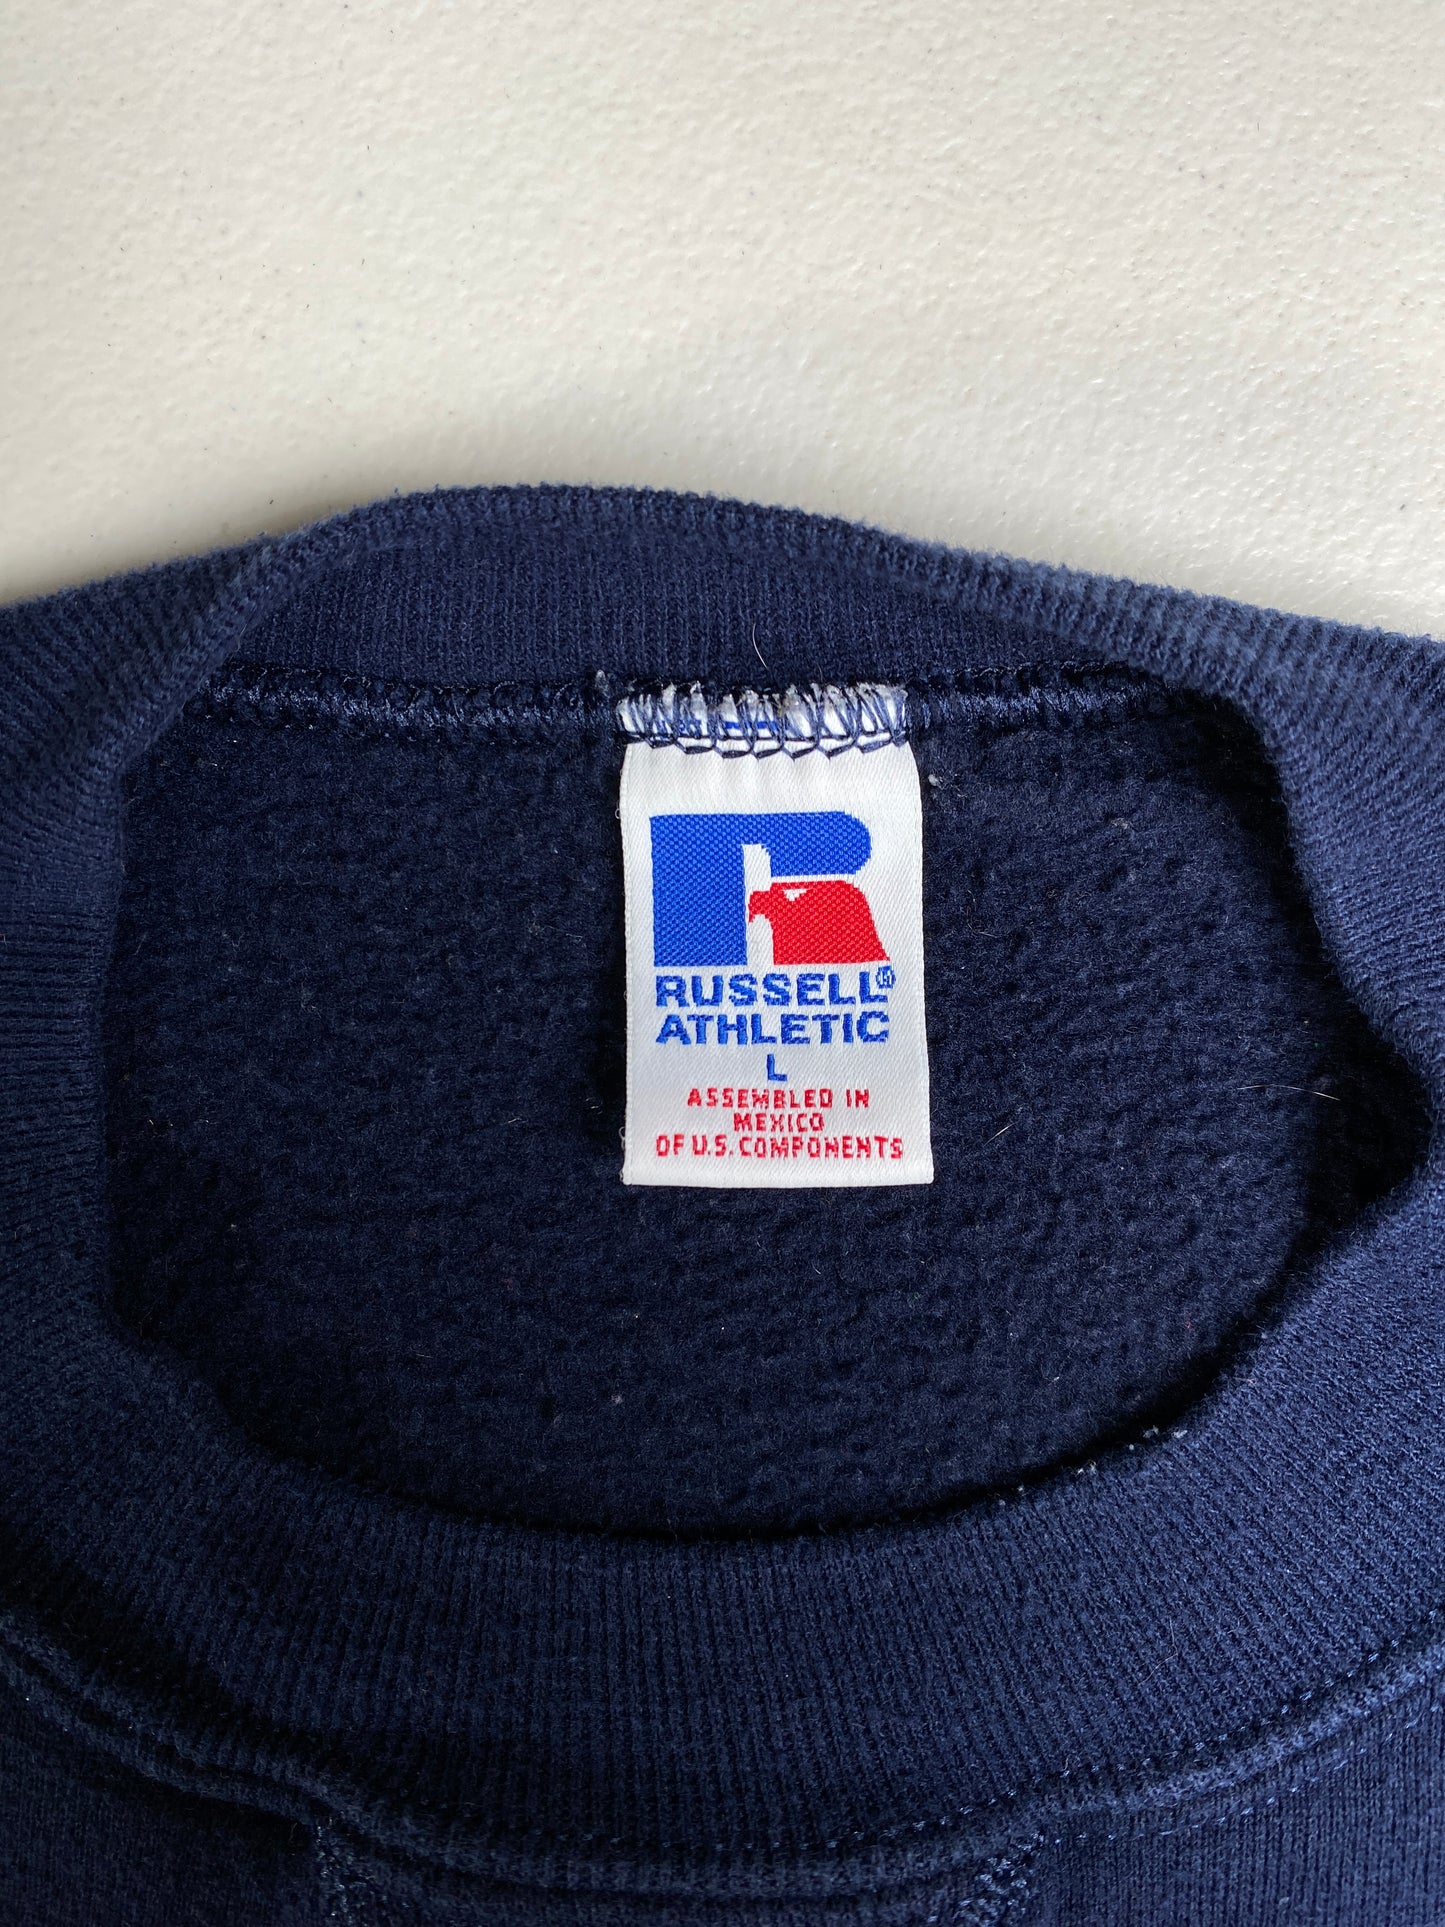 RUSSELL®
ATHLETIC
L
ASSEMBLED IN
MEXICO
OF U.S. COMPONENTS